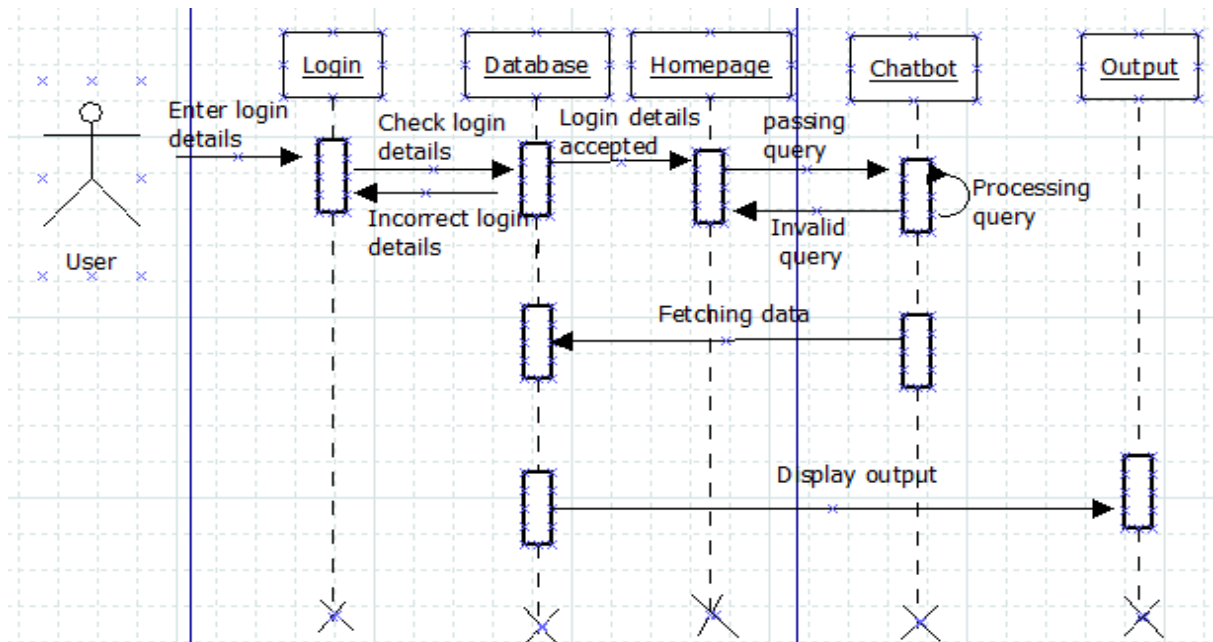 Login
Database
Homepage
Chatbot
Output
Enter login
details
Check login
details
Login details
accepted
passing
query
Processing
query
Incorrect login
details
Invalid
query
User
Fetching data
Display output